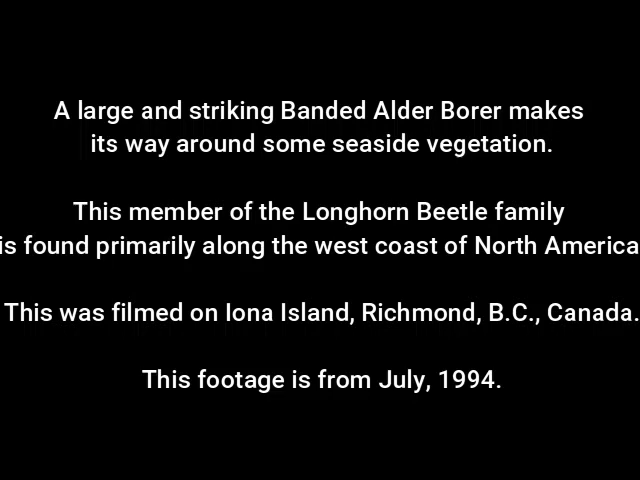 A large and striking Banded Alder Borer makes
its way around some seaside vegetation.
This member of the Longhorn Beetle family
is found primarily along the west coast of North America
This was filmed on Iona Island, Richmond, B.C., Canada.
This footage is from July, 1994.